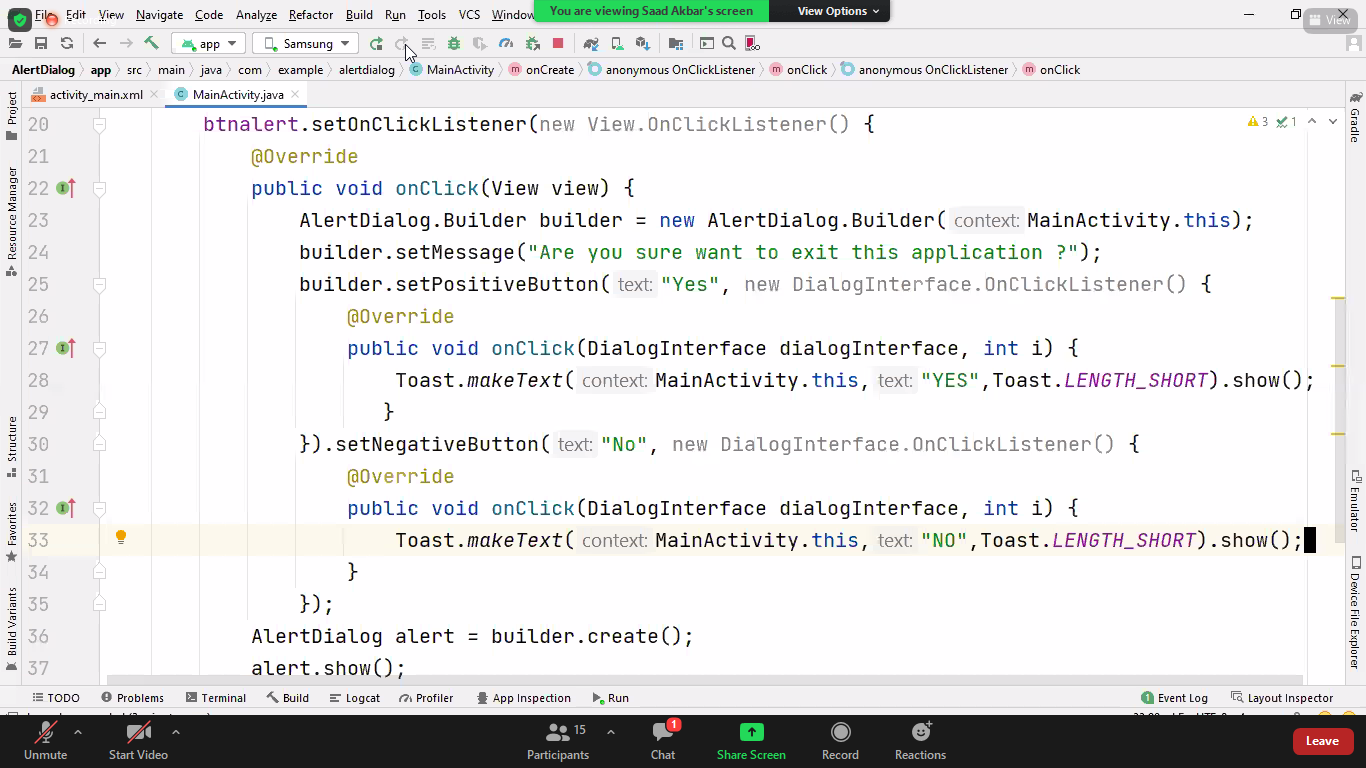 File Edit View Navigate Code Analyze Refactor Build Run Tools VCS Window
You are viewing Saad Akbar's screen View Options
View
app Samsung
AlertDialog app src main java com example alertdialog MainActivity onCreate anonymous OnClickListener onClick anonymous OnClickListener onClick
activity_main.xml MainActivity.java
Project
Resource Manager
Structure
Favorites
Build Variants
20 btnalert.setOnClickListener(new View.OnClickListener() {
3 1
21 @Override
22 public void onClick(View view) {
23 AlertDialog.Builder builder = new AlertDialog.Builder( context: MainActivity.this);
24 builder.setMessage("Are you sure want to exit this application ?");
25 builder.setPositiveButton( text: "Yes", new DialogInterface.OnClickListener() {
26 @Override
27 public void onClick(DialogInterface dialogInterface, int i) {
28 Toast.makeText( context: MainActivity.this, text: "YES",Toast.LENGTH_SHORT).show();
29 }
30 }).setNegativeButton( text: "No", new DialogInterface.OnClickListener() {
31 @Override
32 public void onClick(DialogInterface dialogInterface, int i) {
33 Toast.makeText( context: MainActivity.this, text: "NO",Toast.LENGTH_SHORT).show();
34 }
35 });
36 AlertDialog alert = builder.create();
37 alert.show();
Gradle
Emulator
Device File Explorer
TODO Problems Terminal Build Logcat Profiler App Inspection Run 1 Event Log Layout Inspector
Unmute Start Video Participants 15 Chat 1 Share Screen Record Reactions Leave